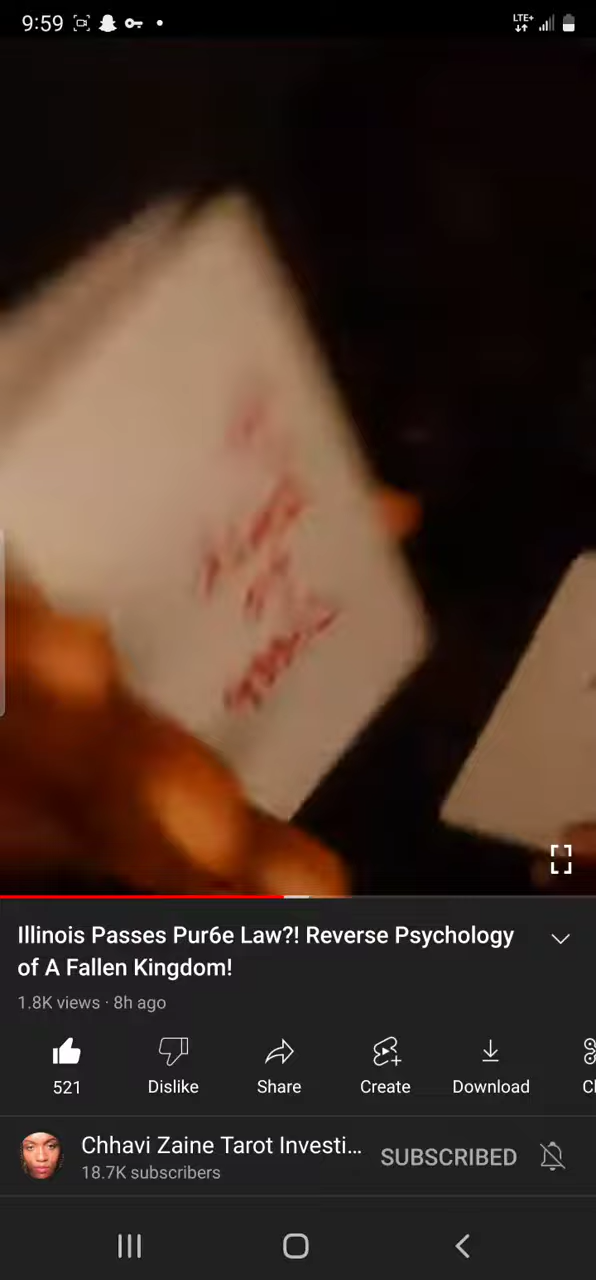 9:59
LTE+
Illinois Passes Pur6e Law?! Reverse Psychology
of A Fallen Kingdom!
1.8K views · 8h ago
521
Dislike
Share
Create
Download
Chhavi Zaine Tarot Investi...
SUBSCRIBED
18.7K subscribers